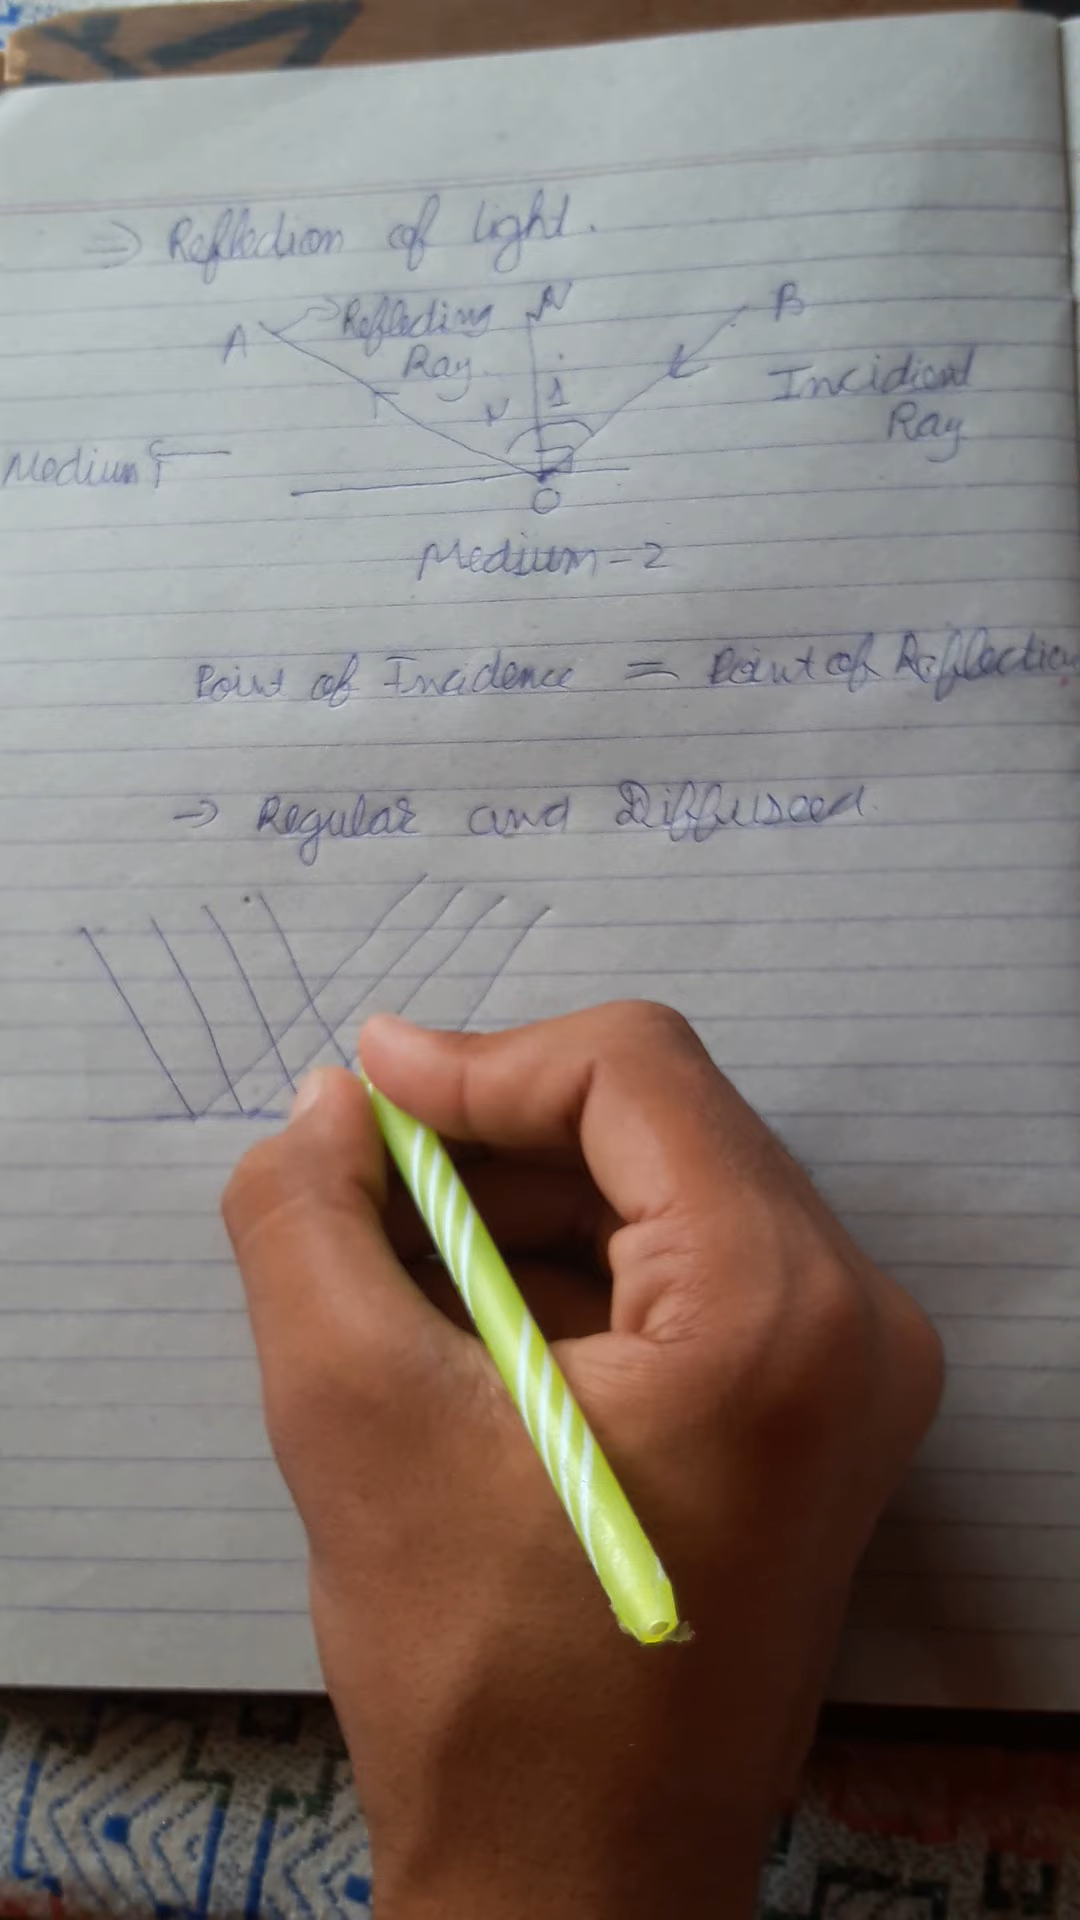 ⇒ Reflection of light.
A → Reflecting N B
Ray
r i
Incidient
Ray
Medium 1
O
Medium-2
Point of Incidence = Point of Reflection
→ Regular and Diffused.